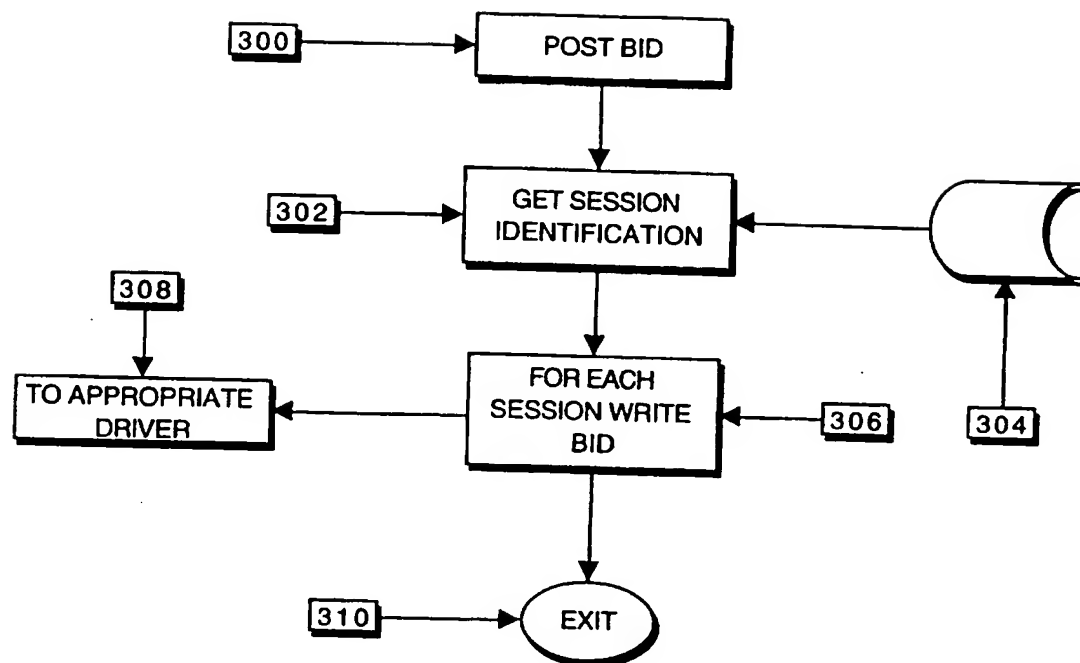 300
POST BID
302
GET SESSION
IDENTIFICATION
308
TO APPROPRIATE
DRIVER
FOR EACH
SESSION WRITE
BID
306
304
310
EXIT